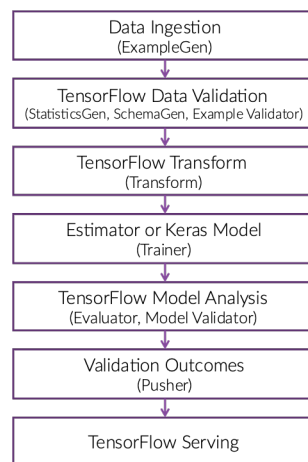 Data Ingestion
(ExampleGen)
TensorFlow Data Validation
(StatisticsGen, SchemaGen, Example Validator)
TensorFlow Transform
(Transform)
Estimator or Keras Model
(Trainer)
TensorFlow Model Analysis
(Evaluator, Model Validator)
Validation Outcomes
(Pusher)
TensorFlow Serving